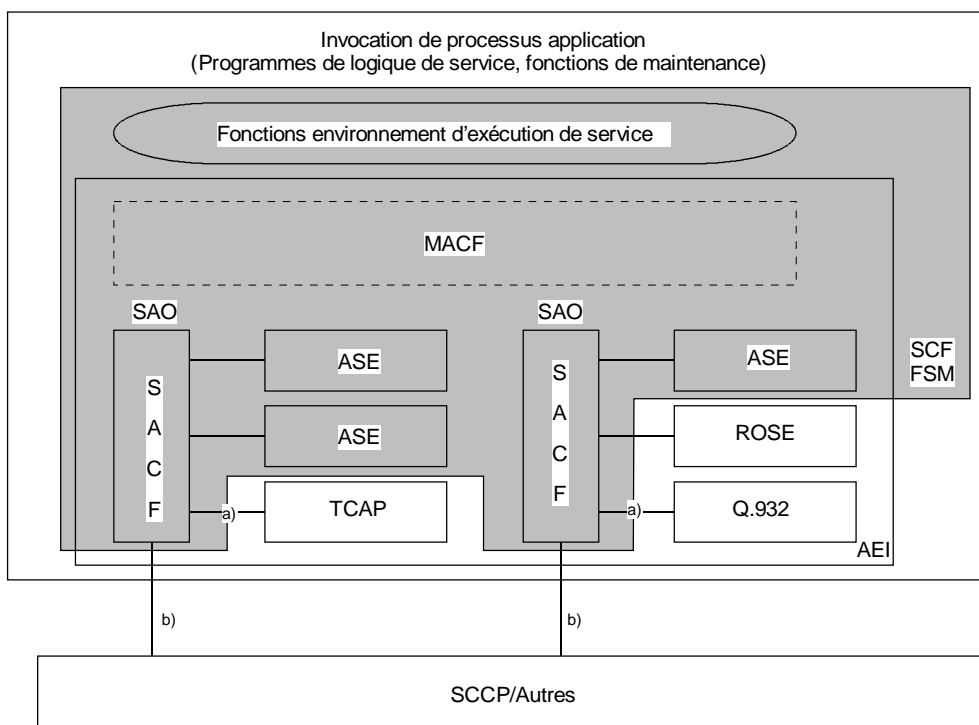 Invocation de processus application
(Programmes de logique de service, fonctions de maintenance)
Fonctions environnement d'exécution de service
MACF
SAO
SAO
S
A
C
F
ASE
ASE
a)
TCAP
S
A
C
F
ASE
ROSE
a)
Q.932
SCF
FSM
AEI
b)
b)
SCCP/Autres